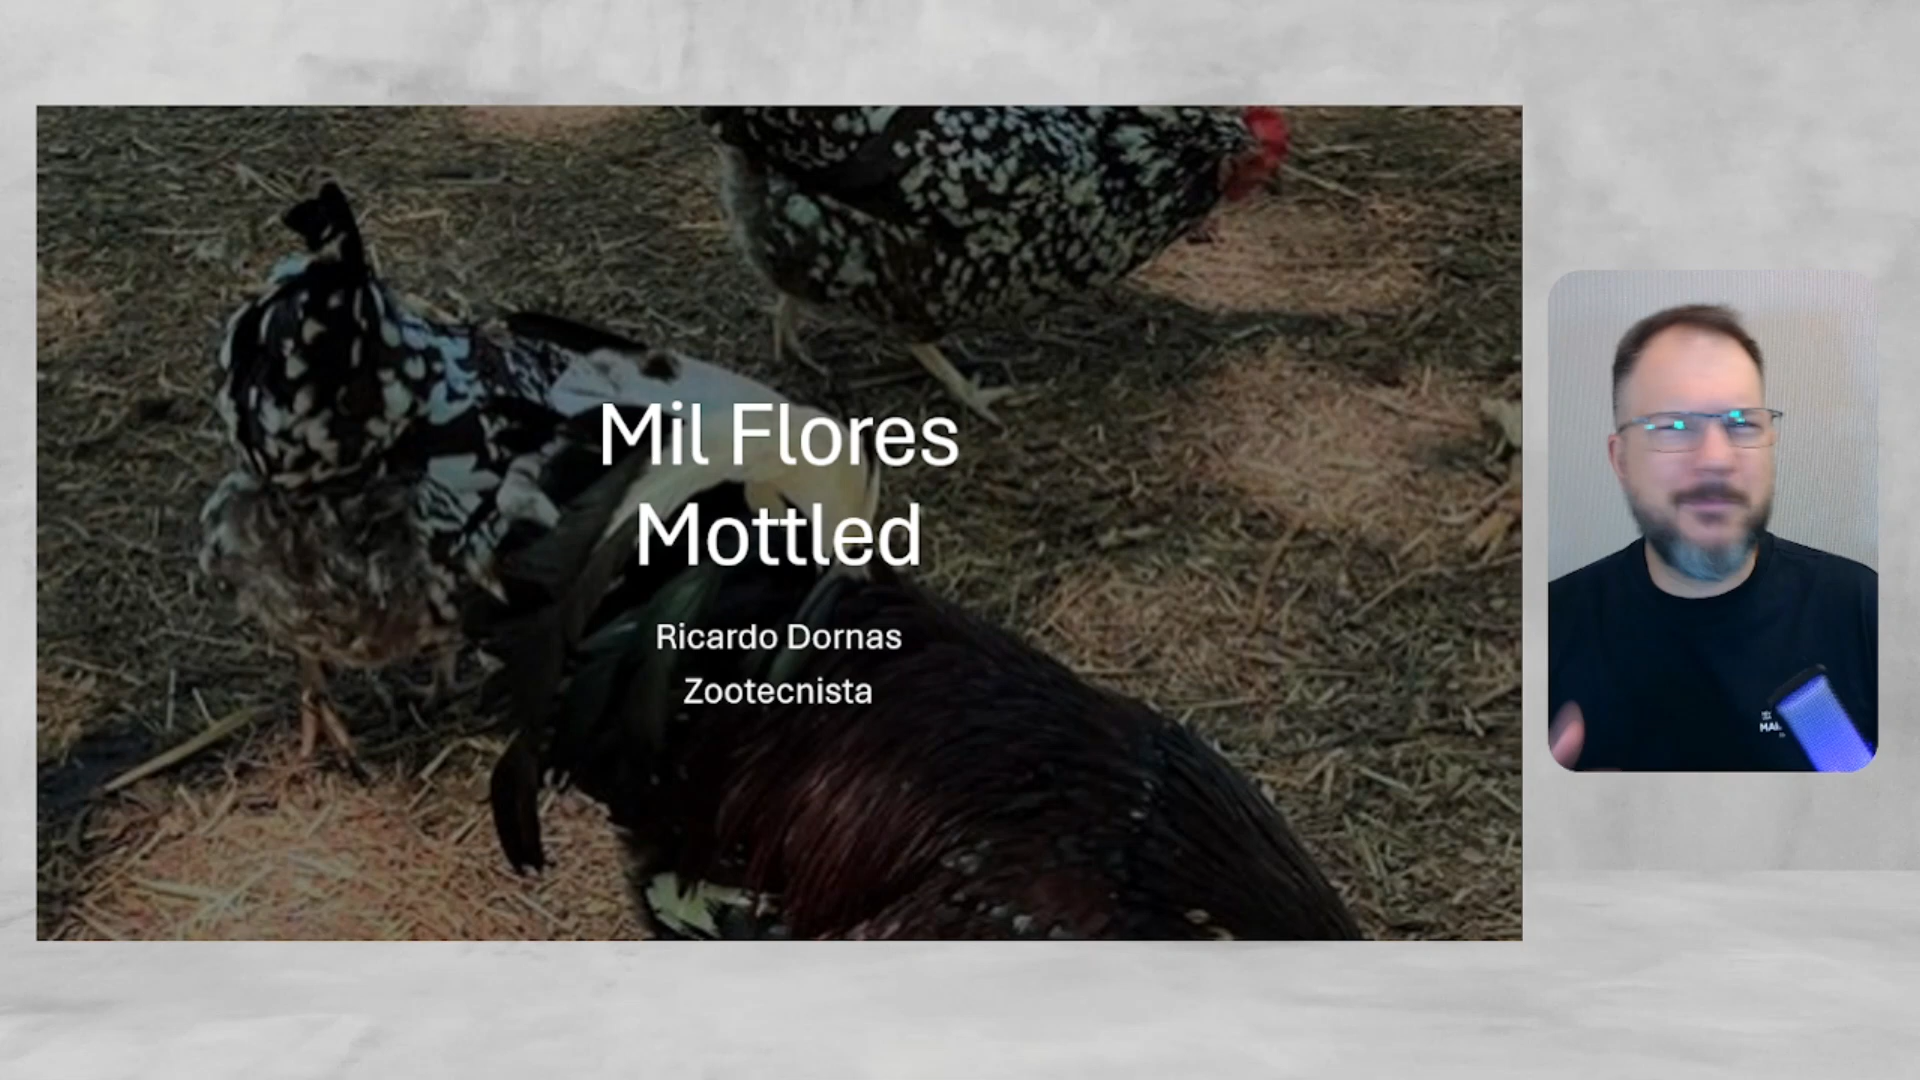 Mil Flores
Mottled
Ricardo Dornas
Zootecnista